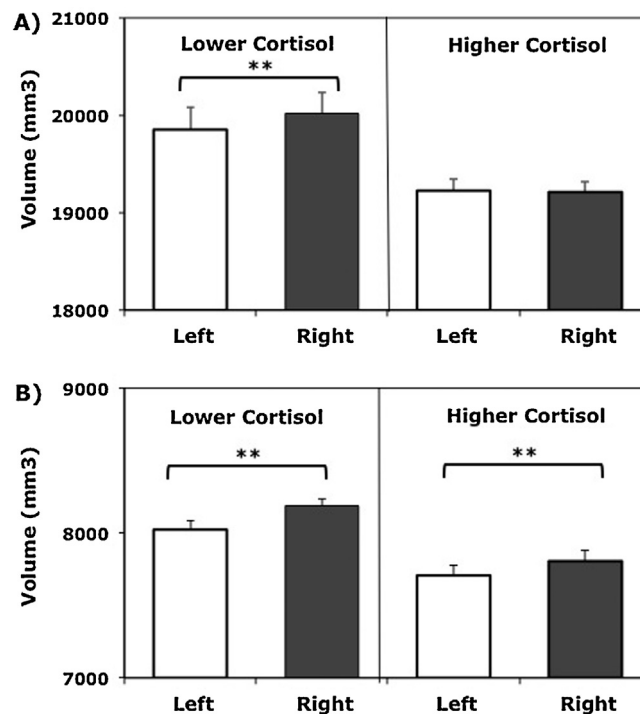 A)
21000
Lower Cortisol Higher Cortisol
**
20000
Volume (mm3)
19000
18000
Left Right Left Right
B)
9000
Lower Cortisol Higher Cortisol
** **
8000
Volume (mm3)
7000
Left Right Left Right